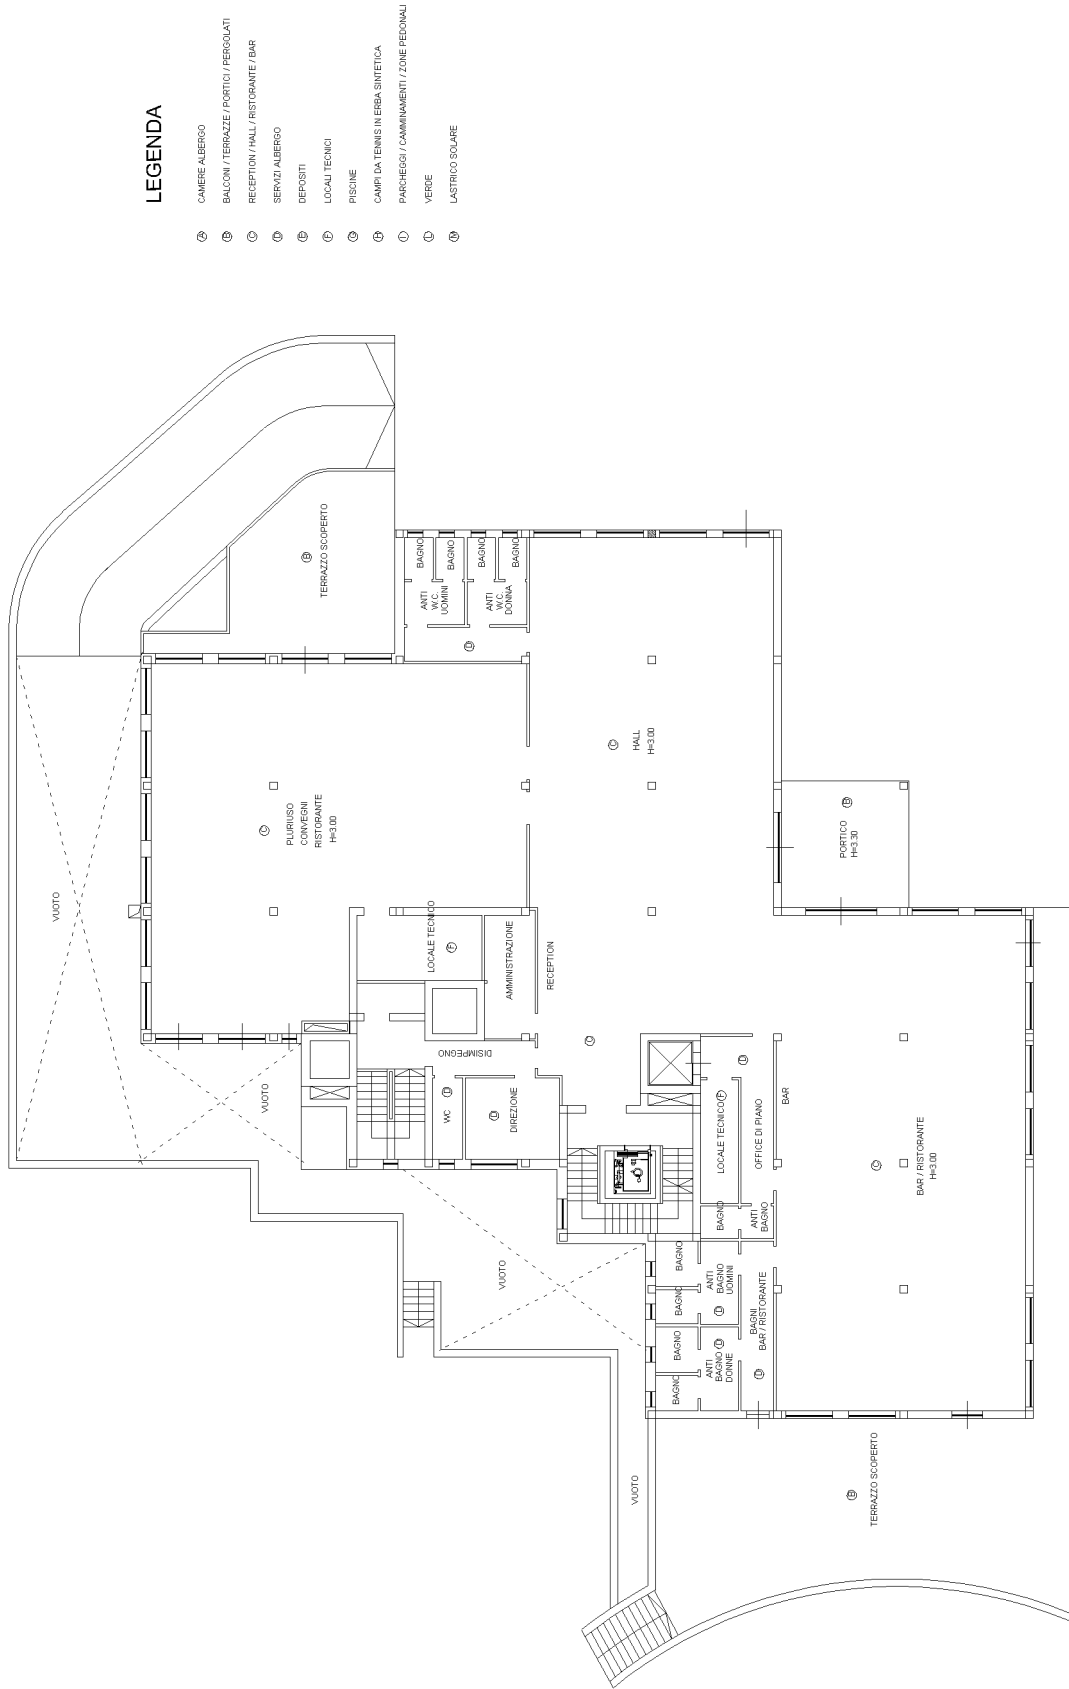 LEGENDA
A CAMERE ALBERGO
B BALCONI / TERRAZZE / PORTICI / PERGOLATI
C RECEPTION / HALL / RISTORANTE / BAR
D SERVIZI ALBERGO
E DEPOSITI
F LOCALI TECNICI
G PISCINE
H CAMPI DA TENNIS IN ERBA SINTETICA
I PARCHEGGI / CAMMINAMENTI / ZONE PEDONALI
L VERDE
M LASTRICO SOLARE
VUOTO
VUOTO
VUOTO
VUOTO
B
TERRAZZO SCOPERTO
C
PLURIUSO
CONVEGNI
RISTORANTE
H=3.00
BAGNO
BAGNO
BAGNO
BAGNO
ANTI
W.C.
UOMINI
ANTI
W.C.
DONNA
D
C
HALL
H=3.00
PORTICO
H=3.30
B
LOCALE TECNICO
F
AMMINISTRAZIONE
RECEPTION
DISIMPEGNO
C
WC
D
D
DIREZIONE
D
LOCALE TECNICO
F
OFFICE DI PIANO
BAR
C
BAR / RISTORANTE
H=3.00
BAGNO
ANTI
BAGNO
BAGNO
BAGNO
BAGNO
BAGNO
ANTI
BAGNO
UOMINI
D
ANTI
BAGNO
DONNE
D
BAGNI
BAR / RISTORANTE
D
B
TERRAZZO SCOPERTO